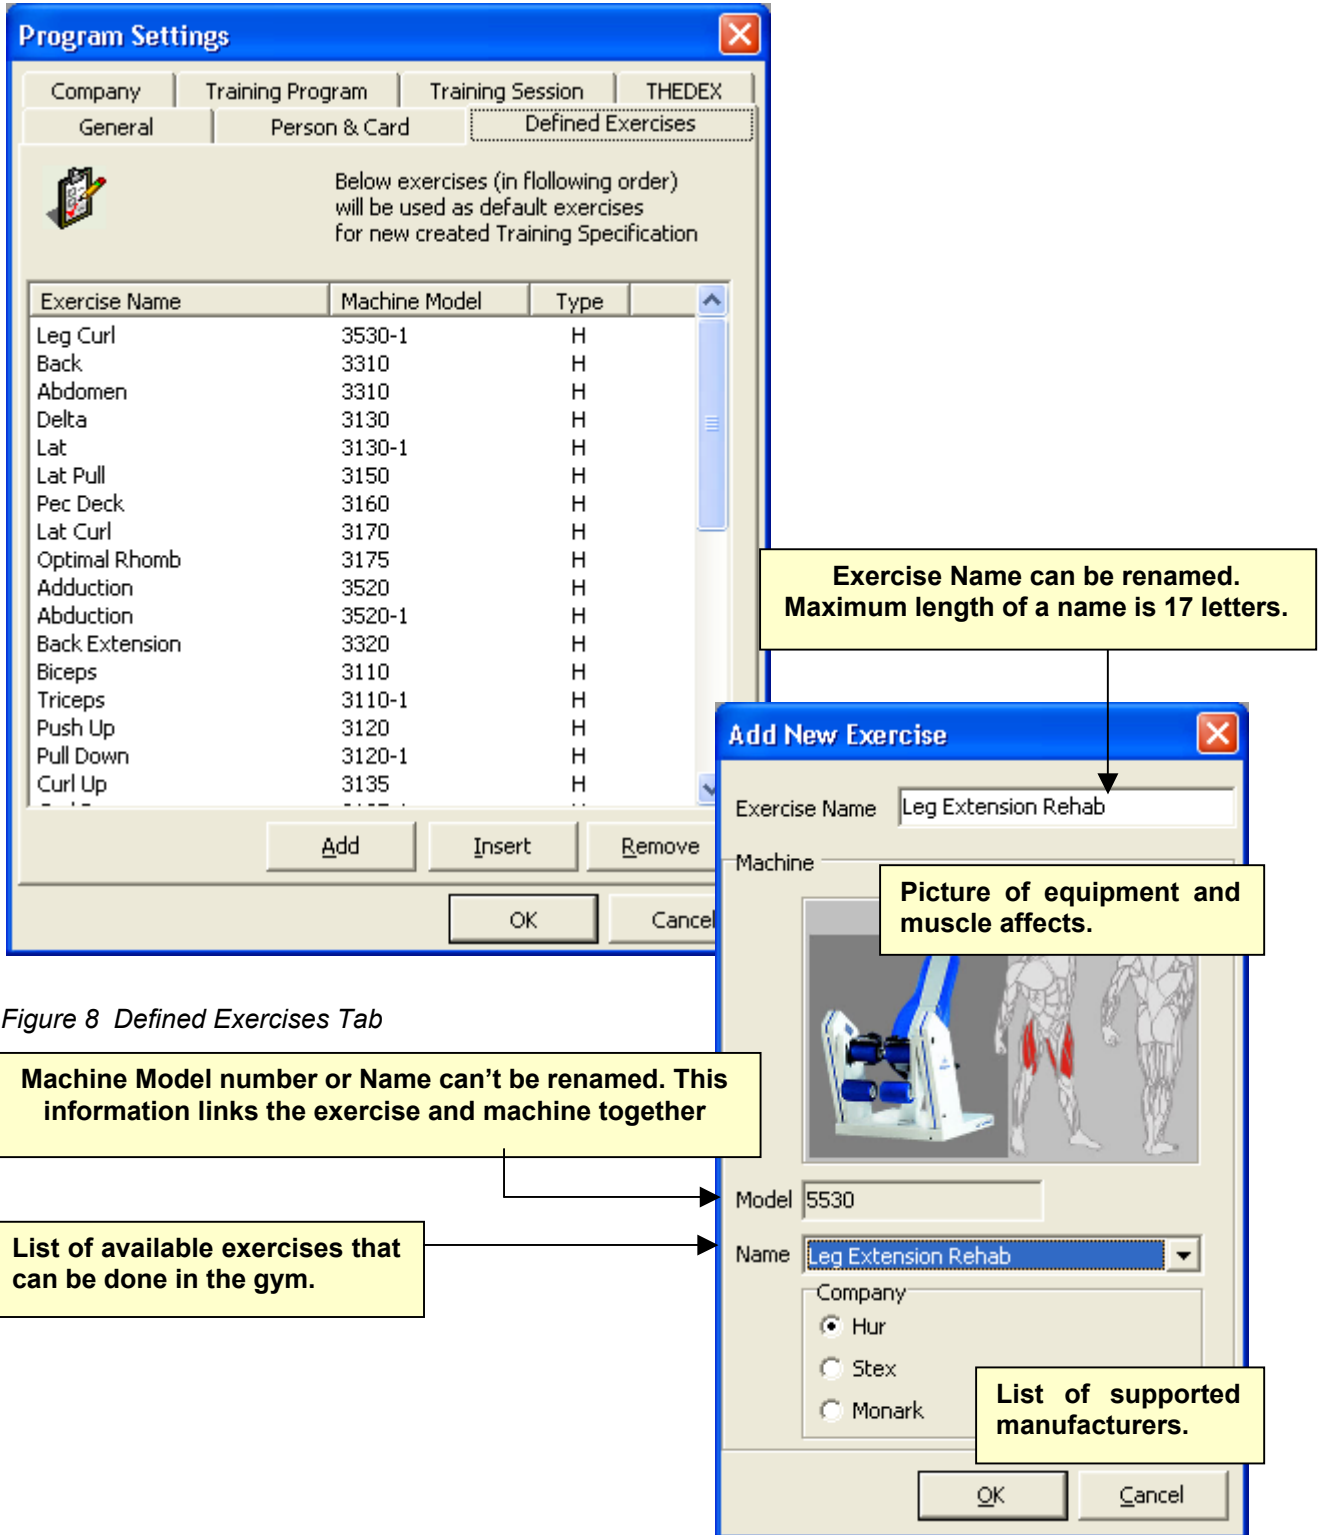 Program Settings
Company Training Program Training Session THEDEX
General Person & Card Defined Exercises
Below exercises (in flollowing order)
will be used as default exercises
for new created Training Specification
Exercise Name Machine Model Type
Leg Curl 3530-1 H
Back 3310 H
Abdomen 3310 H
Delta 3130 H
Lat 3130-1 H
Lat Pull 3150 H
Pec Deck 3160 H
Lat Curl 3170 H
Optimal Rhomb 3175 H
Adduction 3520 H
Abduction 3520-1 H
Back Extension 3320 H
Biceps 3110 H
Triceps 3110-1 H
Push Up 3120 H
Pull Down 3120-1 H
Curl Up 3135 H
Add Insert Remove
OK Cancel
Exercise Name can be renamed.
Maximum length of a name is 17 letters.
Add New Exercise
Exercise Name Leg Extension Rehab
Machine
Picture of equipment and
muscle affects.
Figure 8 Defined Exercises Tab
Machine Model number or Name can't be renamed. This
information links the exercise and machine together
Model 5530
List of available exercises that
can be done in the gym.
Name Leg Extension Rehab
Company
Hur
Stex
Monark
List of supported
manufacturers.
OK Cancel